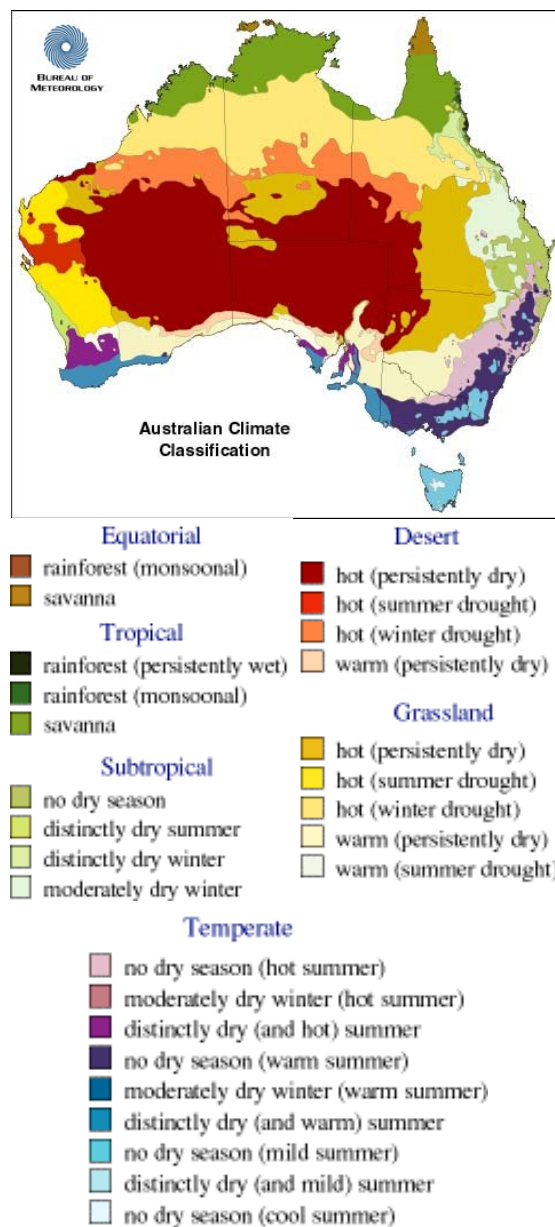 BUREAU OF
METEOROLOGY
Australian Climate
Classification
Equatorial
rainforest (monsoonal)
savanna
Tropical
rainforest (persistently wet)
rainforest (monsoonal)
savanna
Subtropical
no dry season
distinctly dry summer
distinctly dry winter
moderately dry winter
Desert
hot (persistently dry)
hot (summer drought)
hot (winter drought)
warm (persistently dry)
Grassland
hot (persistently dry)
hot (summer drought)
hot (winter drought)
warm (persistently dry)
warm (summer drought)
Temperate
no dry season (hot summer)
moderately dry winter (hot summer)
distinctly dry (and hot) summer
no dry season (warm summer)
moderately dry winter (warm summer)
distinctly dry (and warm) summer
no dry season (mild summer)
distinctly dry (and mild) summer
no dry season (cool summer)